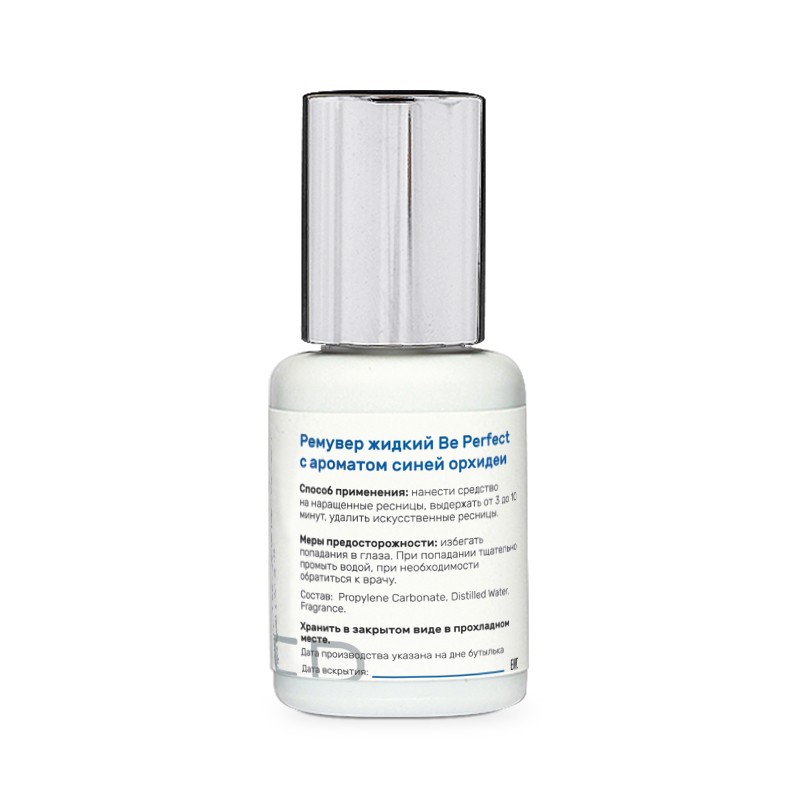 Ремувер жидкий Be Perfect
с ароматом синей орхидеи
Способ применения: нанести средство
на наращенные ресницы, выдержать от 3 до 10
минут, удалить искусственные ресницы.
Меры предосторожности: избегать
попадания в глаза. При попадании тщательно
промыть водой, при необходимости
обратиться к врачу.
Состав: Propylene Carbonate, Distilled Water,
Fragrance.
Хранить в закрытом виде в прохладном
месте.
Дата производства указана на дне бутылька
Дата вскрытия:
EAC
ED